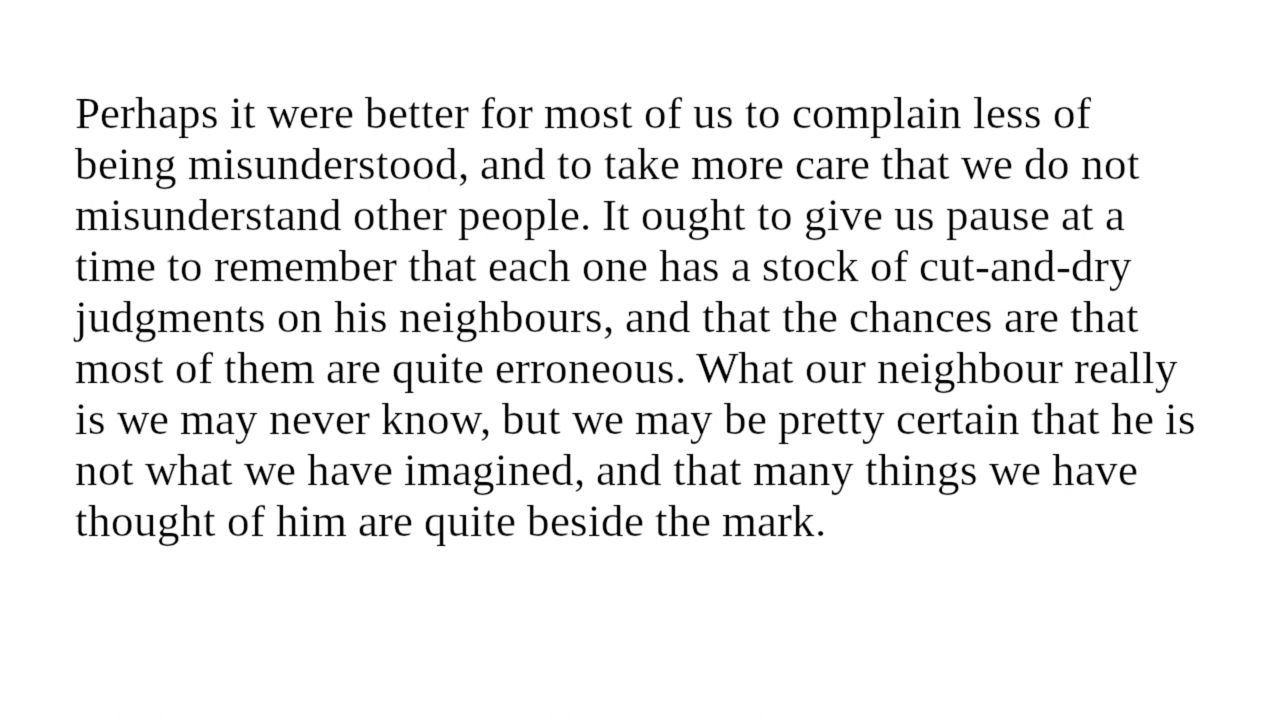 Perhaps it were better for most of us to complain less of
being misunderstood, and to take more care that we do not
misunderstand other people. It ought to give us pause at a
time to remember that each one has a stock of cut-and-dry
judgments on his neighbours, and that the chances are that
most of them are quite erroneous. What our neighbour really
is we may never know, but we may be pretty certain that he is
not what we have imagined, and that many things we have
thought of him are quite beside the mark.